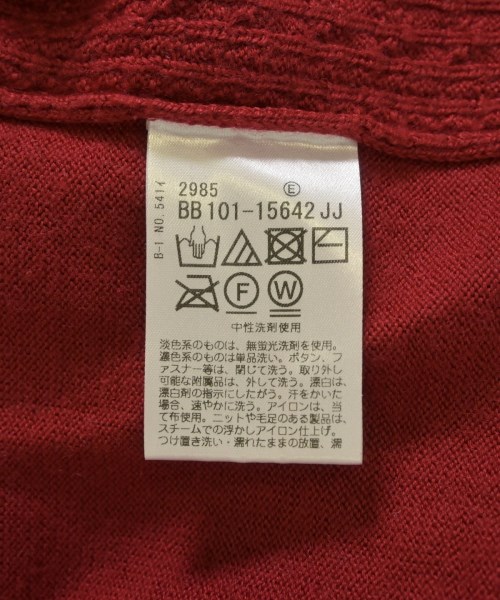 2985 E
BB 101-15642 JJ
B-I NO. 5414
F W
中性洗剤使用
淡色系のものは、無蛍光洗剤を使用。
濃色系のものは単品洗い。ボタン、フ
ァスナー等は、閉じて洗う。取り外し
可能な附属品は、外して洗う。漂白は、
漂白剤の指示にしたがう。汗をかいた
場合、速やかに洗う。アイロンは、当
て布使用。ニットや毛足のある製品は、
スチームでの浮かしアイロン仕上げ。
つけ置き洗い・濡れたままの放置、濡